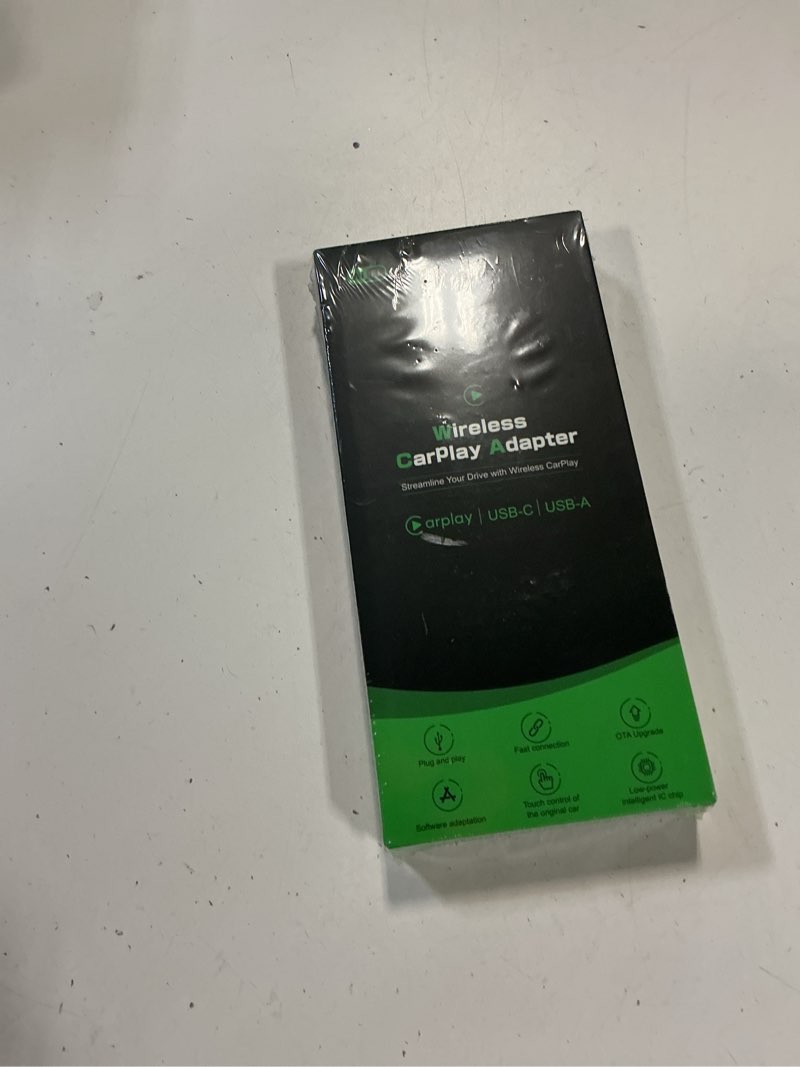 Wireless
CarPlay Adapter
Streamline Your Drive with Wireless CarPlay
Carplay | USB-C | USB-A
Plug and play
Fast connection
OTA Upgrade
Software adaptation
Touch control of
the original car
Low-power
intelligent IC chip